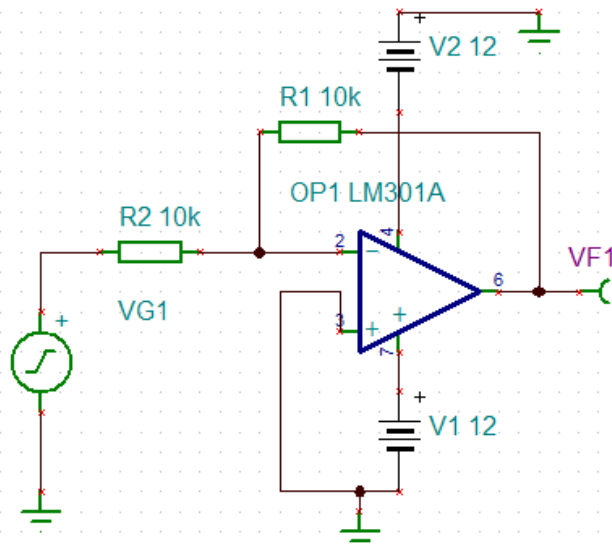 +
V2 12
R1 10k
OP1 LM301A
R2 10k
4
2
−
VF1
6
+
VG1
3
+
+
7
+
V1 12